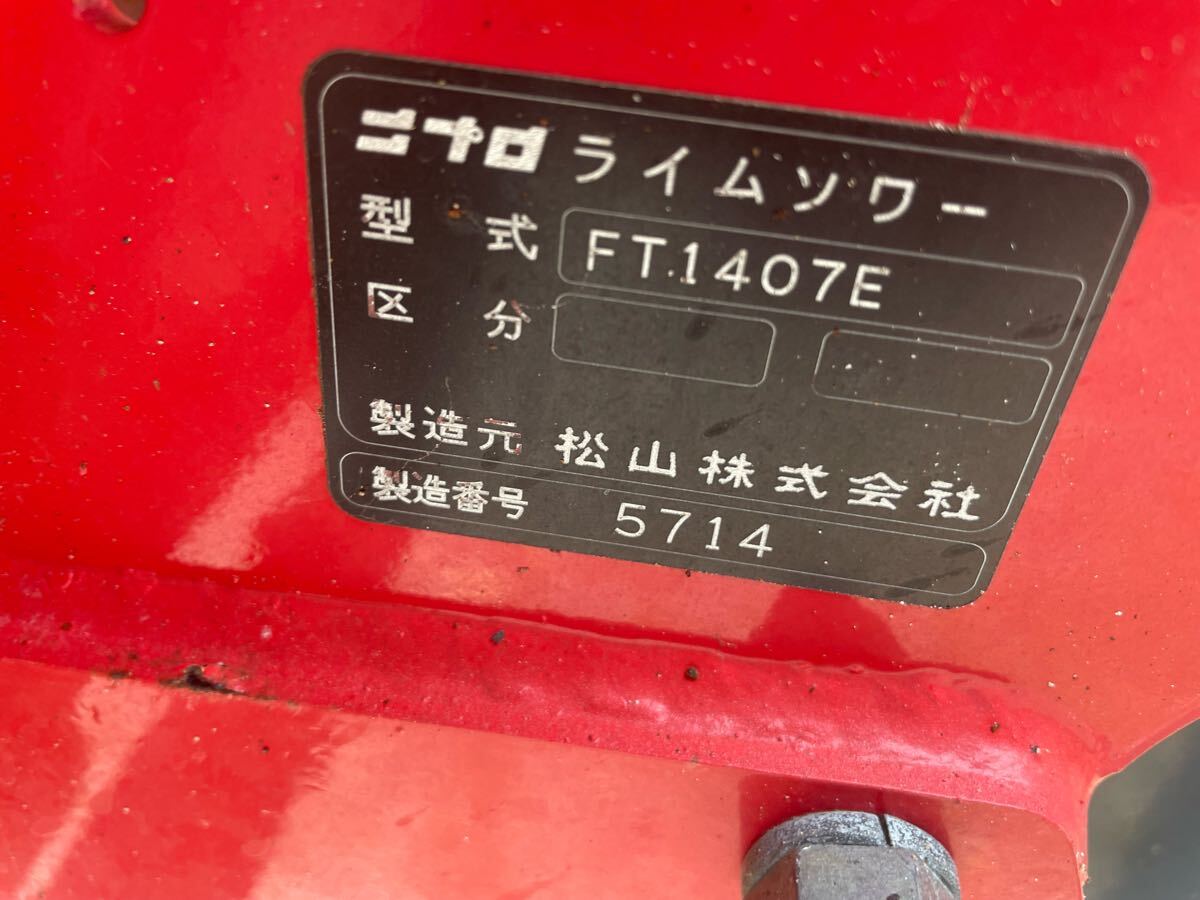 ニプロ ライムソワー
型式 FT1407E
区分
製造元 松山株式会社
製造番号 5714